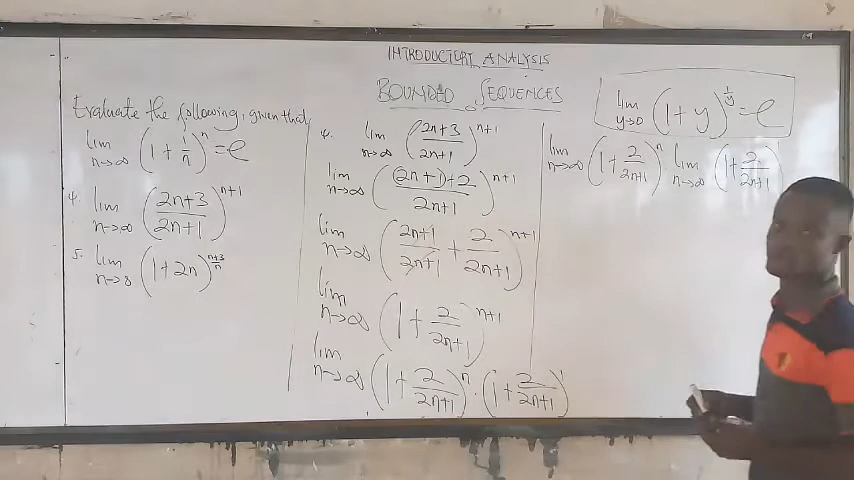 INTRODUCTORY ANALYSIS
BOUNDED SEQUENCES
Evaluate the following, given that
lim n→∞ (1 + 1/n)^n = e
4. lim n→∞ ((2n+3)/(2n+1))^(n+1)
5. lim n→8 (1+2n)^((n+3)/n)
4. lim n→∞ ((2n+3)/(2n+1))^(n+1)
lim n→∞ (((2n+1)+2)/(2n+1))^(n+1)
lim n→∞ ((2n+1)/(2n+1) + 2/(2n+1))^(n+1)
lim n→∞ (1 + 2/(2n+1))^(n+1)
lim n→∞ (1 + 2/(2n+1))^n · (1 + 2/(2n+1))^1
lim y→0 (1+y)^(1/y) = e
lim n→∞ (1 + 2/(2n+1))^n lim n→∞ (1 + 2/(2n+1))